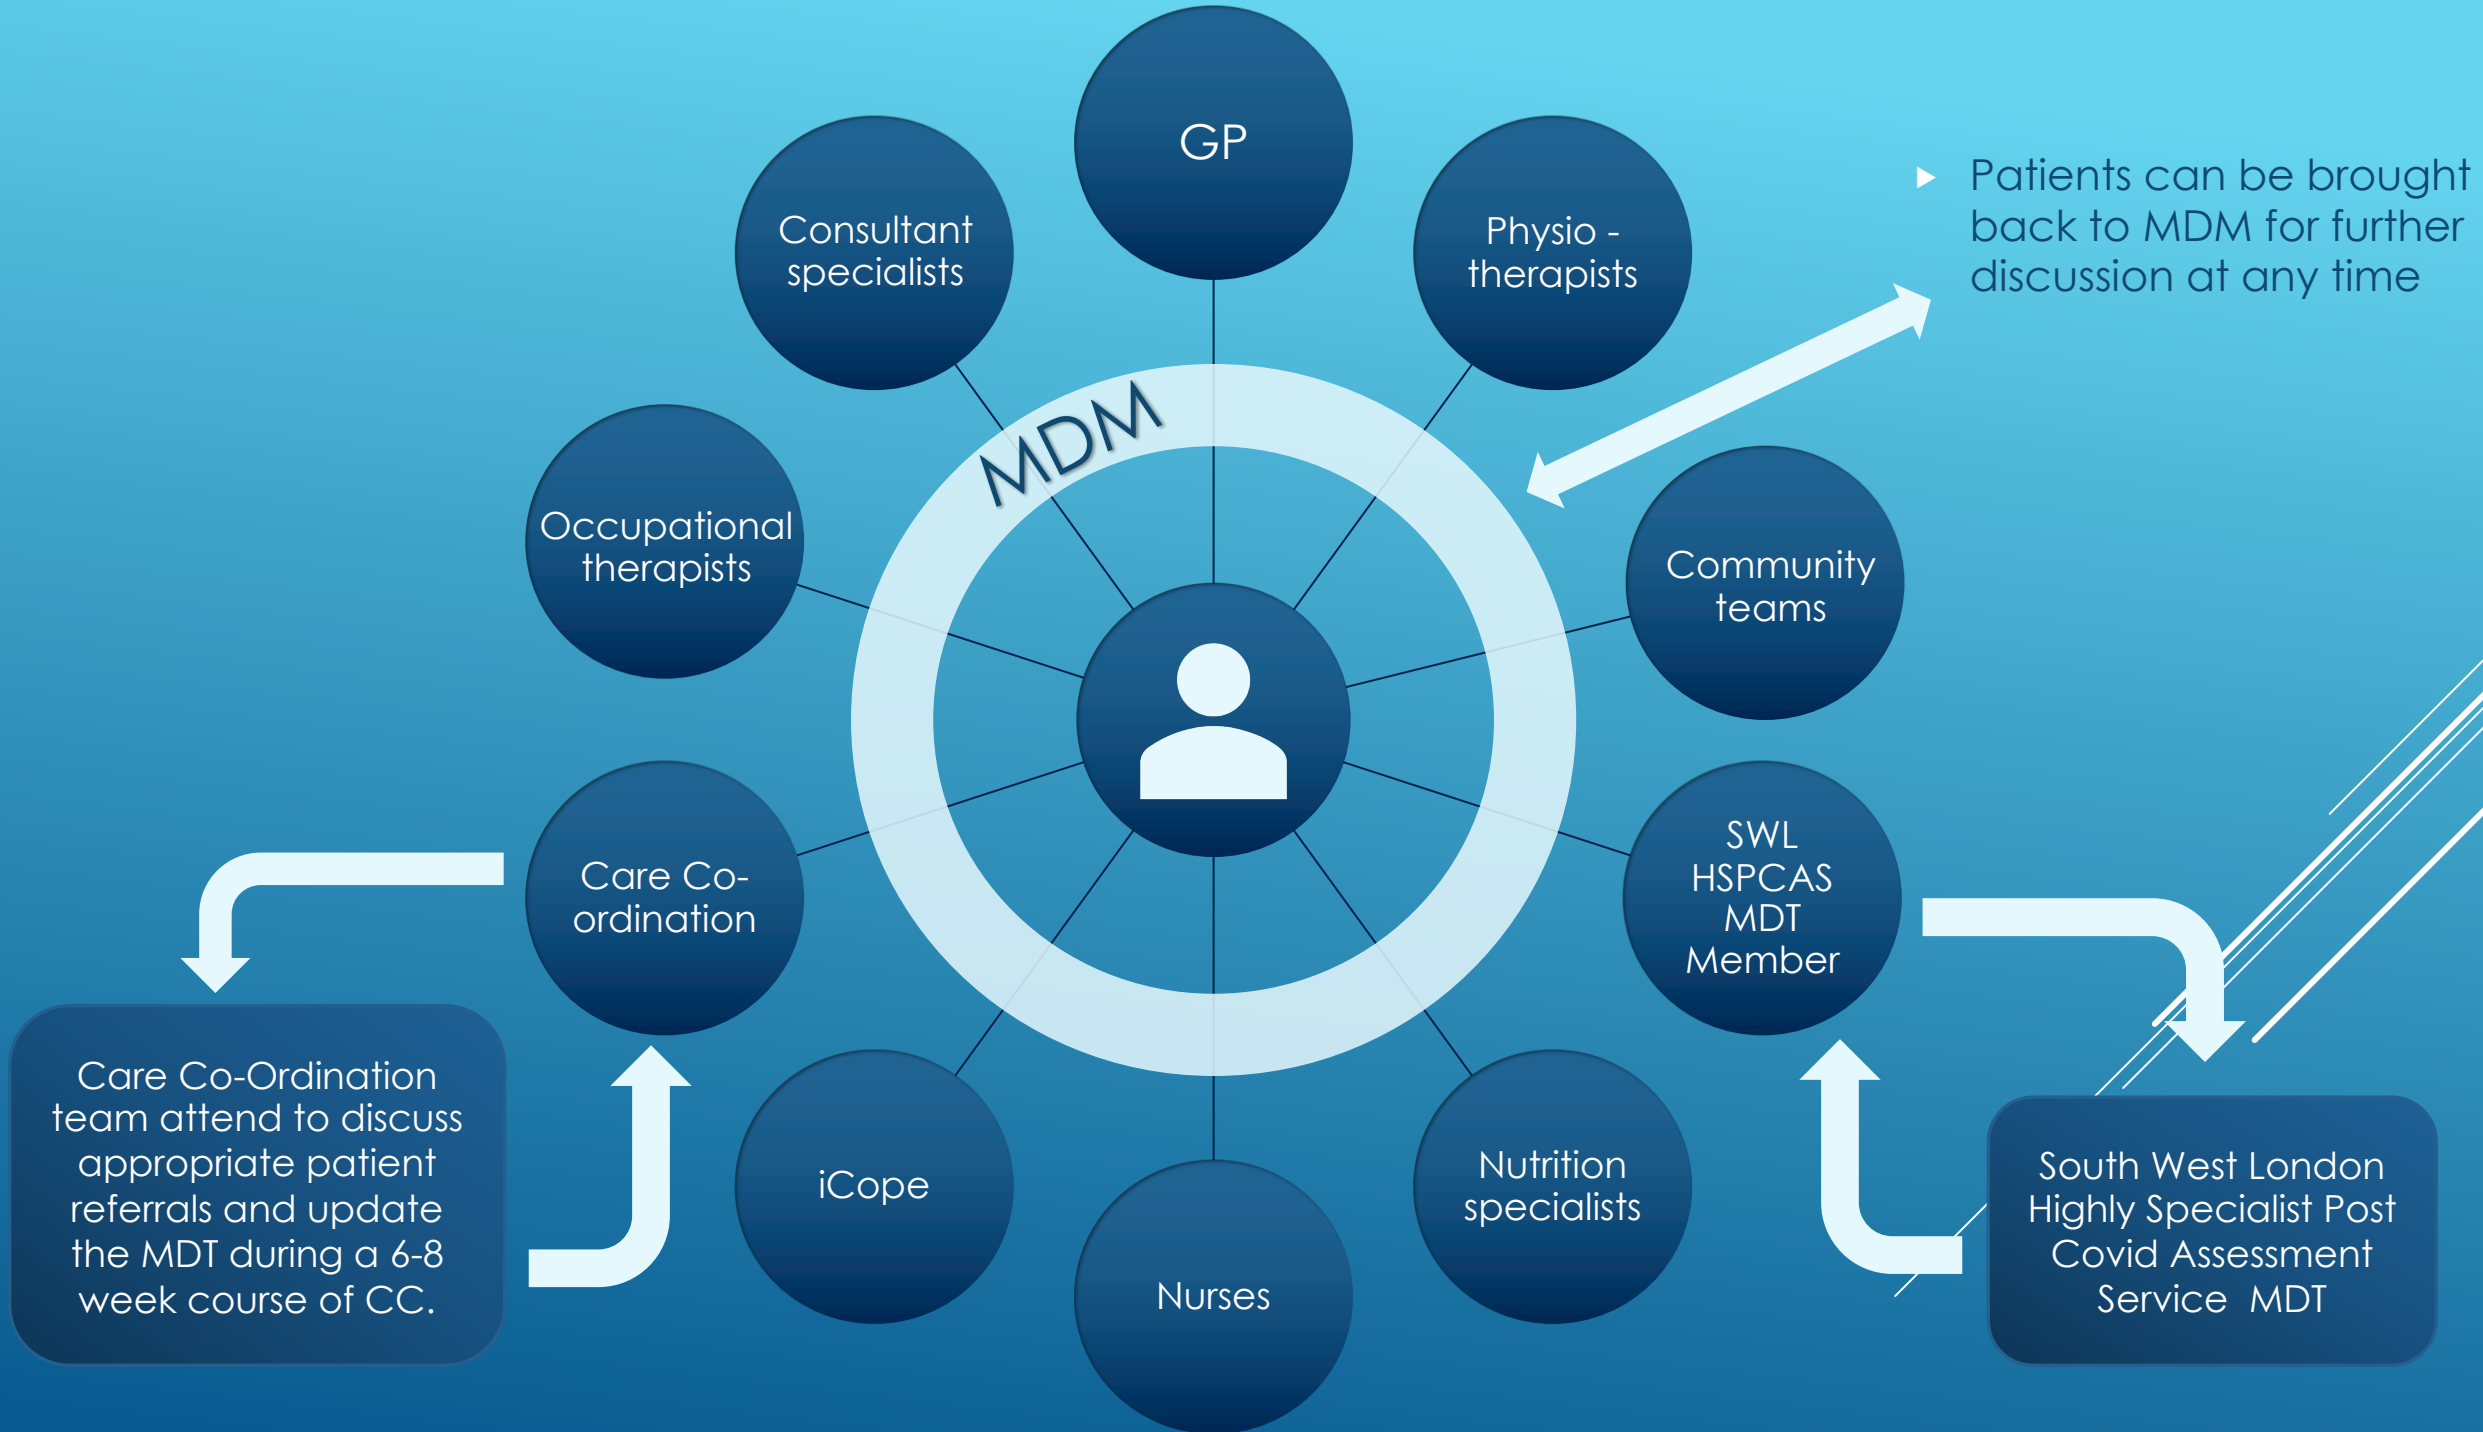 GP
Consultant
specialists
Physio -
therapists
Patients can be brought
back to MDM for further
discussion at any time
MDM
Occupational
therapists
Community
teams
Care Co-
ordination
SWL
HSPCAS
MDT
Member
Care Co-Ordination
team attend to discuss
appropriate patient
referrals and update
the MDT during a 6-8
week course of CC.
iCope
Nurses
Nutrition
specialists
South West London
Highly Specialist Post
Covid Assessment
Service  MDT